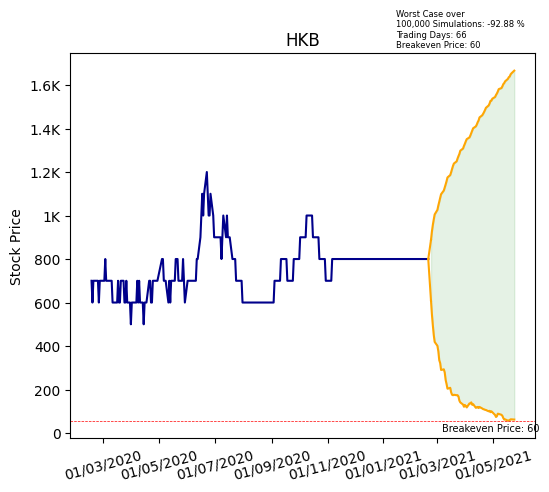 Worst Case over
100,000 Simulations: -92.88 %
Trading Days: 66
Breakeven Price: 60
HKB
Stock Price
1.6K
1.4K
1.2K
1K
800
600
400
200
0
Breakeven Price: 60
01/03/2020
01/05/2020
01/07/2020
01/09/2020
01/11/2020
01/01/2021
01/03/2021
01/05/2021